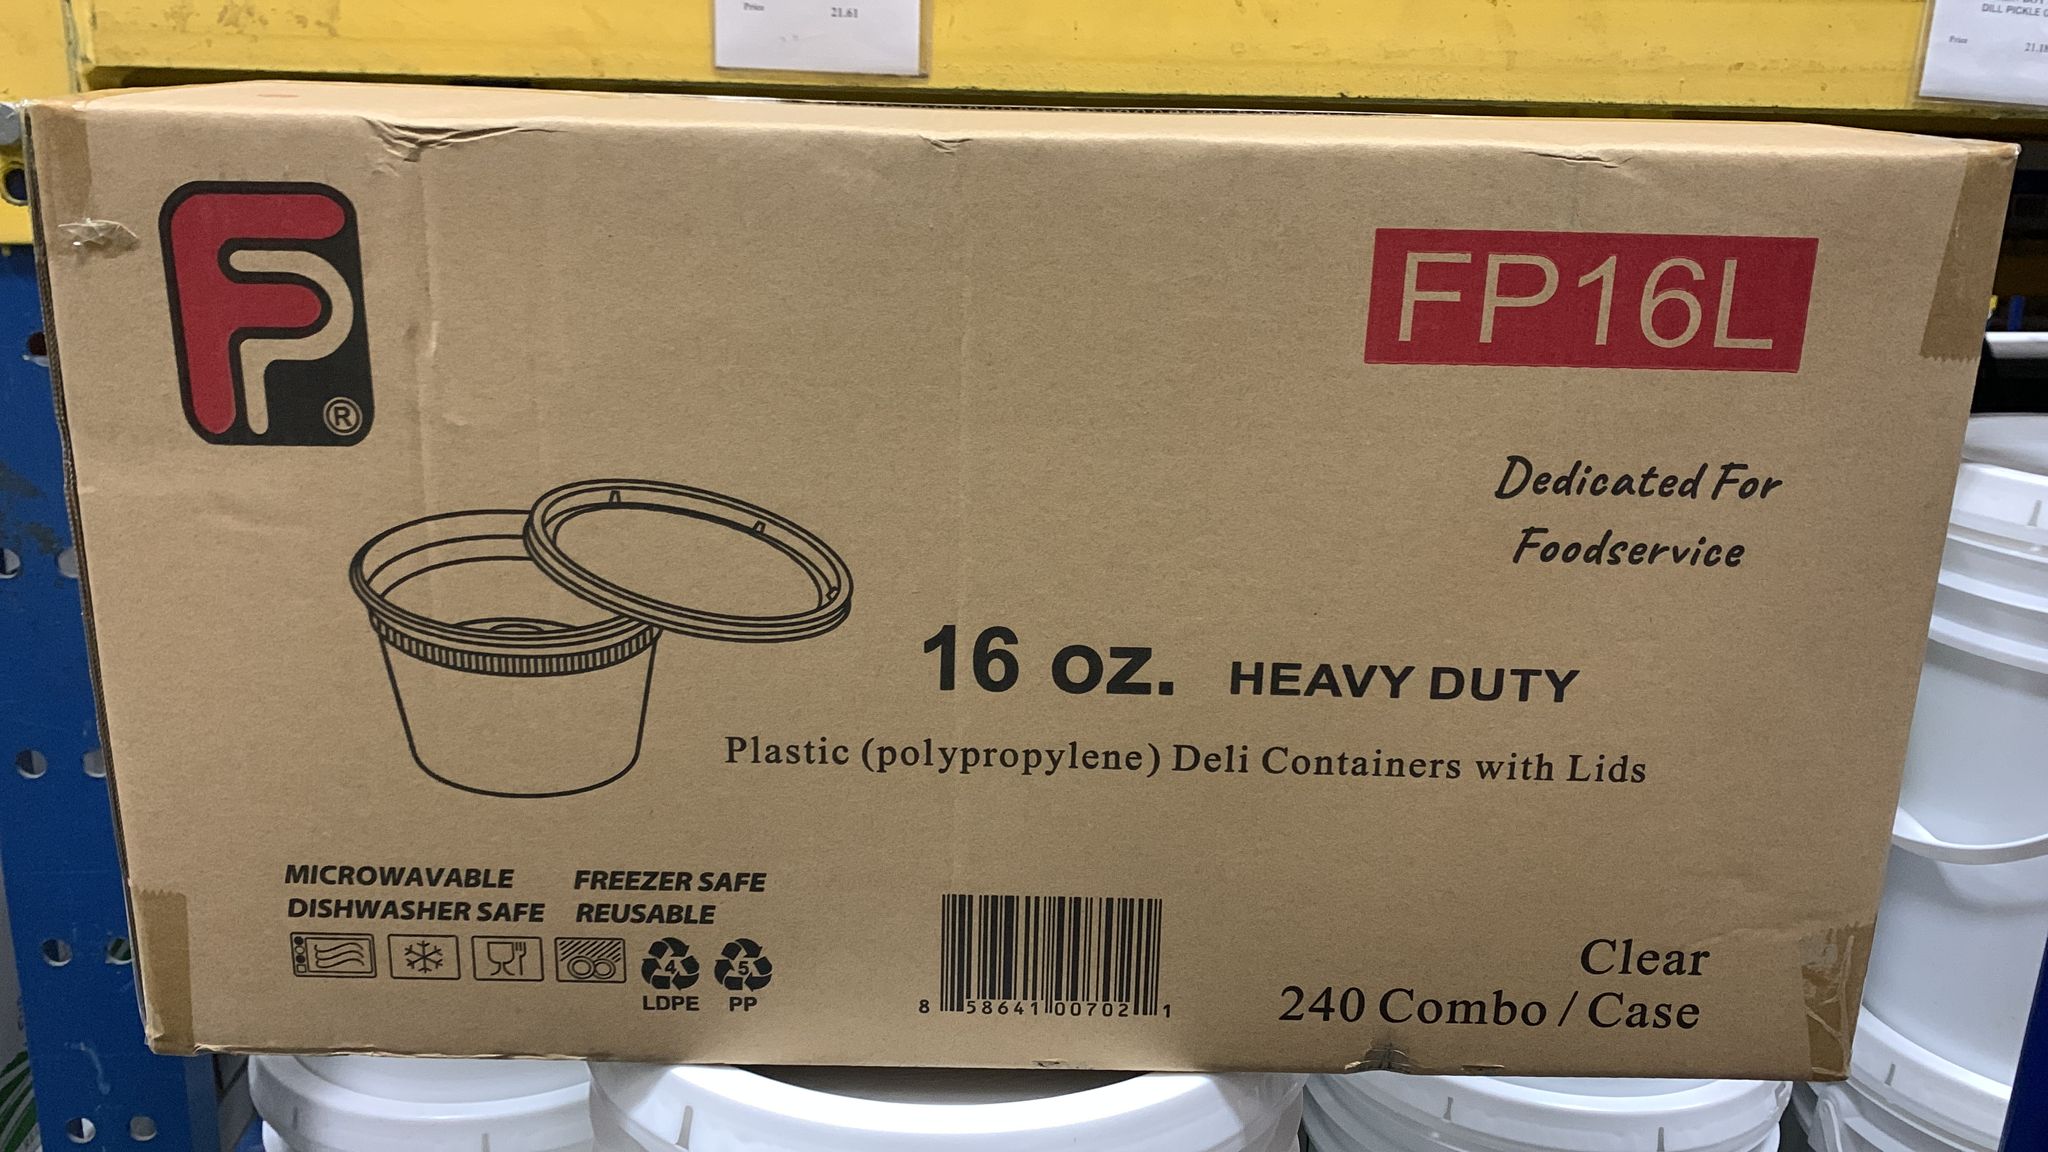 Price 21.61
DILL PICKLE
Price
FP
®
FP16L
Dedicated For
Foodservice
16 oz. HEAVY DUTY
Plastic (polypropylene) Deli Containers with Lids
MICROWAVABLE FREEZER SAFE
DISHWASHER SAFE REUSABLE
4 5
LDPE PP
8 58641 00702 1
Clear
240 Combo / Case